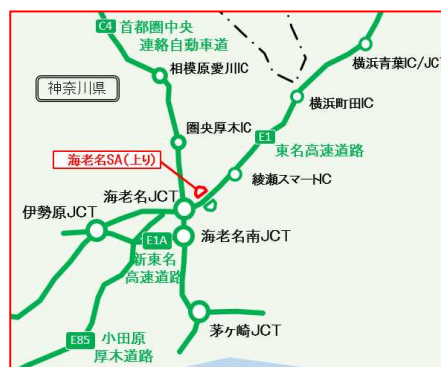 C4 首都圏中央
連絡自動車道
横浜青葉IC/JCT
相模原愛川IC
神奈川県
横浜町田IC
圏央厚木IC
E1
東名高速道路
海老名SA(上り)
綾瀬スマートIC
海老名JCT
伊勢原JCT
E1A
海老名南JCT
新東名
高速道路
茅ヶ崎JCT
E85 小田原
厚木道路